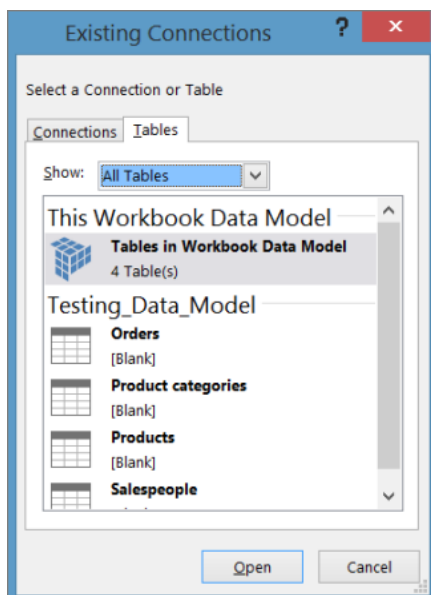 Existing Connections ? x
Select a Connection or Table
Connections Tables
Show: All Tables
This Workbook Data Model
Tables in Workbook Data Model
4 Table(s)
Testing_Data_Model
Orders
[Blank]
Product categories
[Blank]
Products
[Blank]
Salespeople
Open Cancel